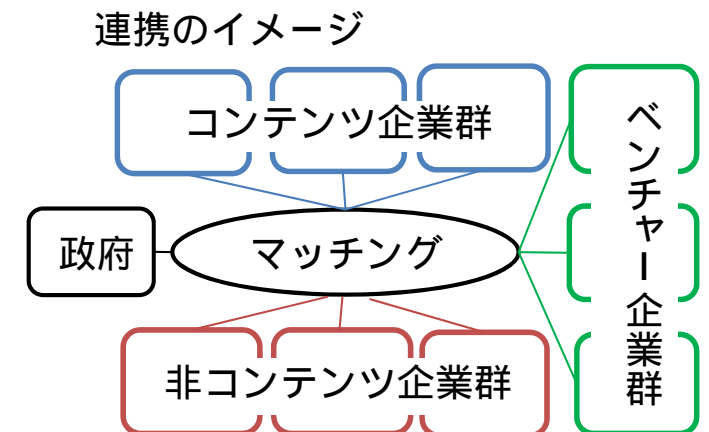 連携のイメージ
コンテンツ企業群
ベンチャー企業群
政府
マッチング
非コンテンツ企業群